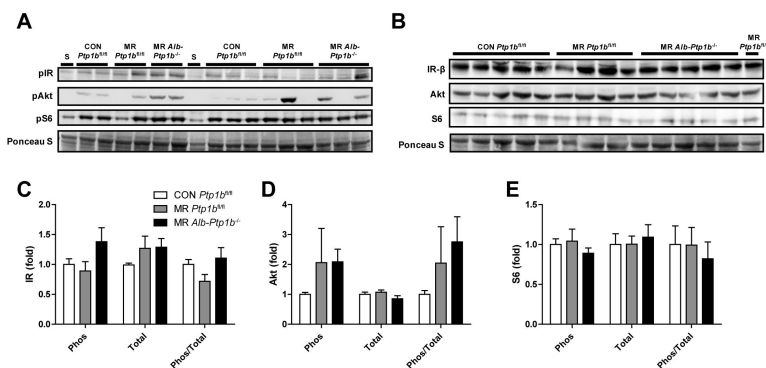 A
S
CON
Ptp1b^fl/fl
MR
Ptp1b^fl/fl
MR Alb-
Ptp1b^-/-
S
CON
Ptp1b^fl/fl
MR
Ptp1b^fl/fl
MR Alb-
Ptp1b^-/-
pIR
pAkt
pS6
Ponceau S
B
CON Ptp1b^fl/fl
MR Ptp1b^fl/fl
MR Alb-Ptp1b^-/-
MR
Ptp1b^fl/
IR-β
Akt
S6
Ponceau S
C
CON Ptp1b^fl/fl
MR Ptp1b^fl/fl
MR Alb-Ptp1b^-/-
IR (fold)
2.0
1.5
1.0
0.5
0.0
Phos
Total
Phos/Total
D
Akt (fold)
4
3
2
1
0
Phos
Total
Phos/Total
E
S6 (fold)
1.5
1.0
0.5
0.0
Phos
Total
Phos/Total